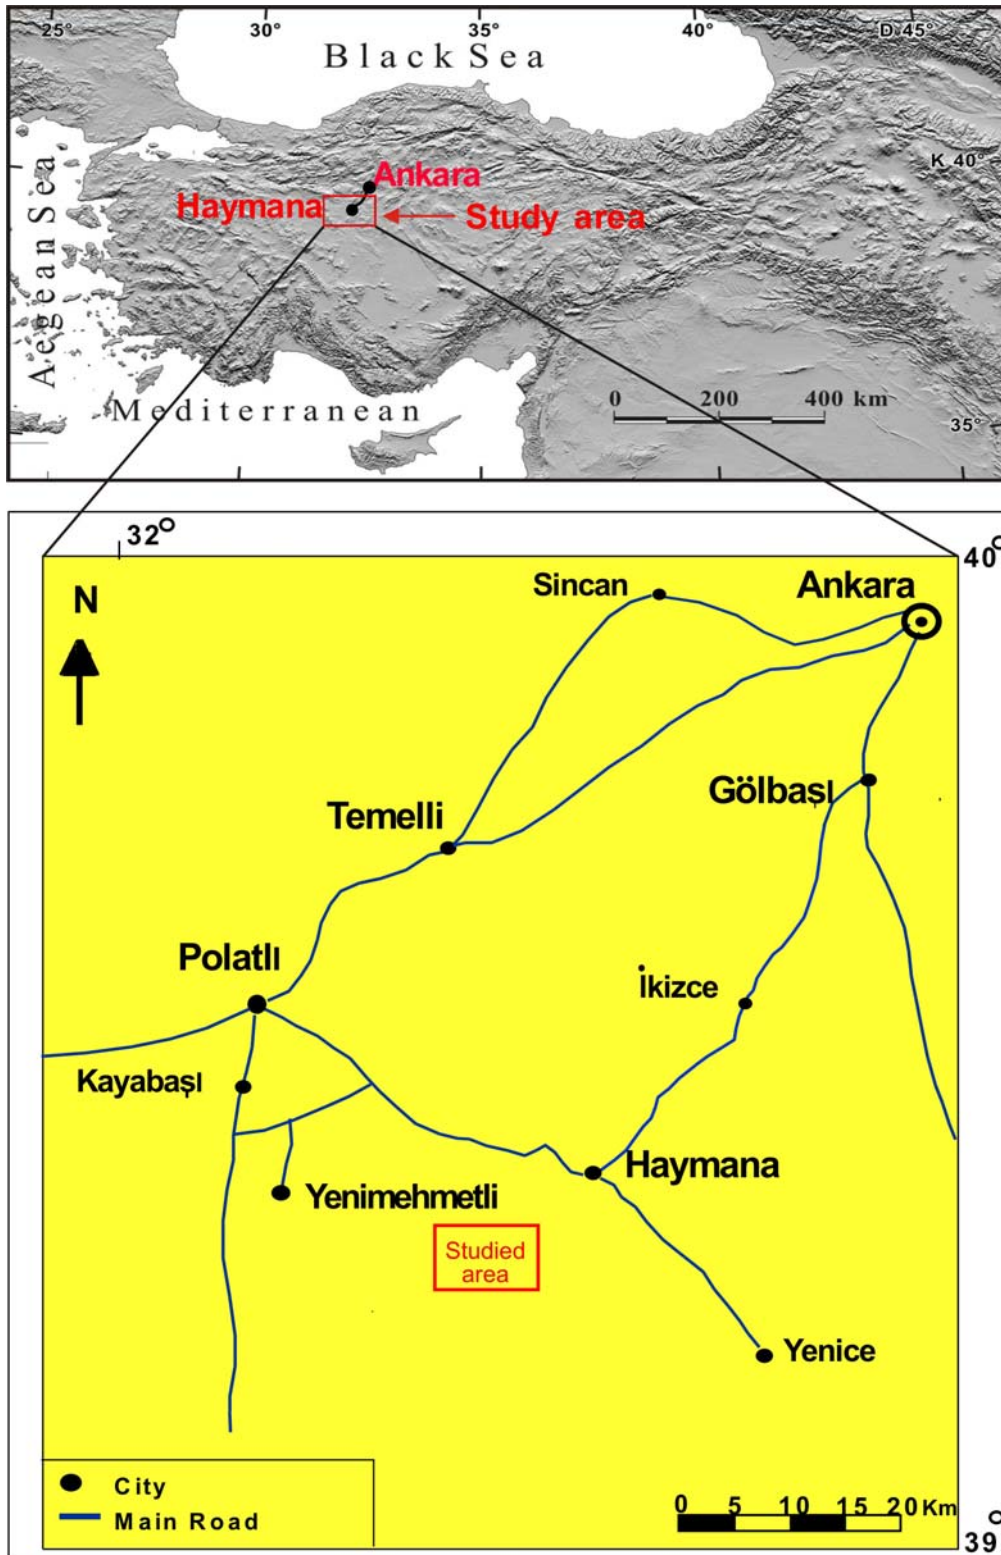 25° 30° 35° 40° D 45°
Black Sea
Aegean Sea
K 40°
Ankara
Haymana
Study area
0 200 400 km
Mediterranean
35°
32°
40°
N
Sincan
Ankara
Gölbaşı
Temelli
Polatlı
İkizce
Kayabaşı
Haymana
Yenimehmetli
Studied
area
Yenice
City
Main Road
0 5 10 15 20 Km
39°